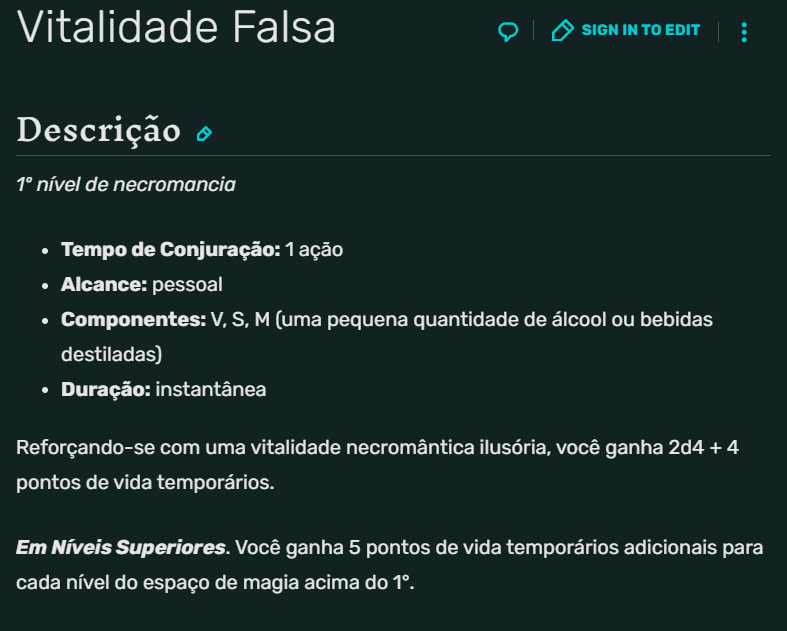 Vitalidade Falsa
SIGN IN TO EDIT
Descrição
1º nível de necromancia
• Tempo de Conjuração: 1 ação
• Alcance: pessoal
• Componentes: V, S, M (uma pequena quantidade de álcool ou bebidas
destiladas)
• Duração: instantânea
Reforçando-se com uma vitalidade necromântica ilusória, você ganha 2d4 + 4
pontos de vida temporários.
Em Níveis Superiores. Você ganha 5 pontos de vida temporários adicionais para
cada nível do espaço de magia acima do 1°.